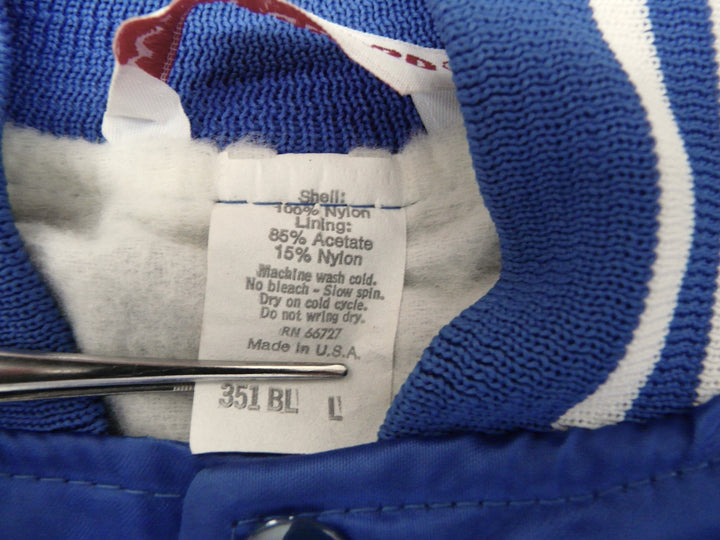 Shell:
100% Nylon
Lining:
85% Acetate
15% Nylon
Machine wash cold.
No bleach - Slow spin.
Dry on cold cycle.
Do not wring dry.
RN 66727
Made in U.S.A.
351 BL L